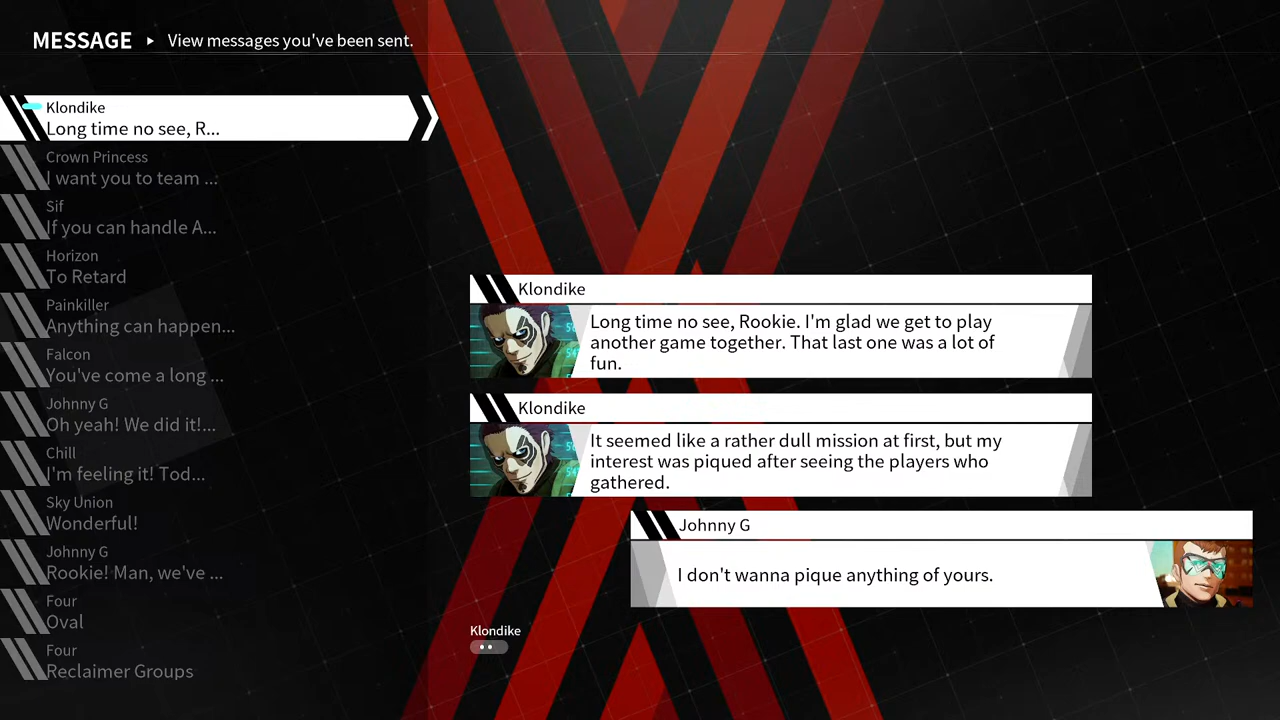 MESSAGE ▸ View messages you've been sent.
Klondike
Long time no see, R...
Crown Princess
I want you to team ...
Sif
If you can handle A...
Horizon
To Retard
Painkiller
Anything can happen...
Falcon
You've come a long ...
Johnny G
Oh yeah! We did it!...
Chill
I'm feeling it! Tod...
Sky Union
Wonderful!
Johnny G
Rookie! Man, we've ...
Four
Oval
Four
Reclaimer Groups
Klondike
Long time no see, Rookie. I'm glad we get to play
another game together. That last one was a lot of
fun.
Klondike
It seemed like a rather dull mission at first, but my
interest was piqued after seeing the players who
gathered.
Johnny G
I don't wanna pique anything of yours.
Klondike